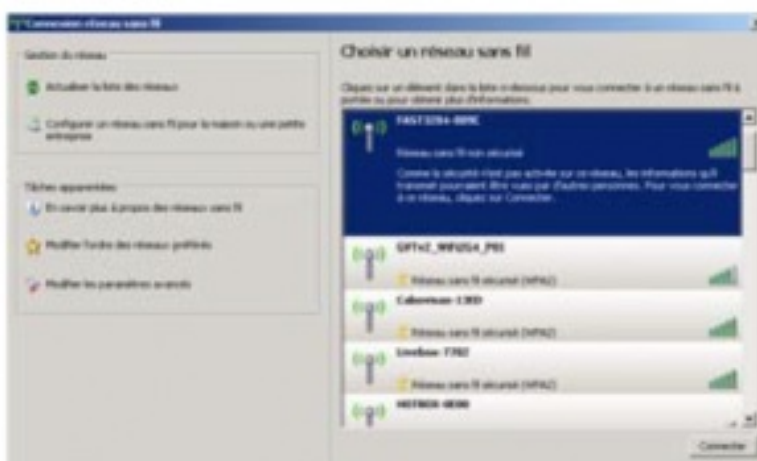 Connexion réseau sans fil
Gestion du réseau
Actualiser la liste des réseaux
Configurer un réseau sans fil pour la maison ou une petite
entreprise
Tâches apparentées
En savoir plus à propos des réseaux sans fil
Modifier l'ordre des réseaux préférés
Modifier les paramètres avancés
Choisir un réseau sans fil
Cliquez sur un élément dans la liste ci-dessous pour vous connecter à un réseau sans fil à
portée ou pour obtenir plus d'informations.
Réseau sans fil non sécurisé
Comme la sécurité n'est pas activée sur ce réseau, les informations qu'il
transmet pourraient être vues par d'autres personnes. Pour vous connecter
à ce réseau, cliquez sur Connecter.
Réseau sans fil sécurisé (WPA2)
Réseau sans fil sécurisé (WPA2)
Livebox-7782
Réseau sans fil sécurisé (WPA2)
Connecter